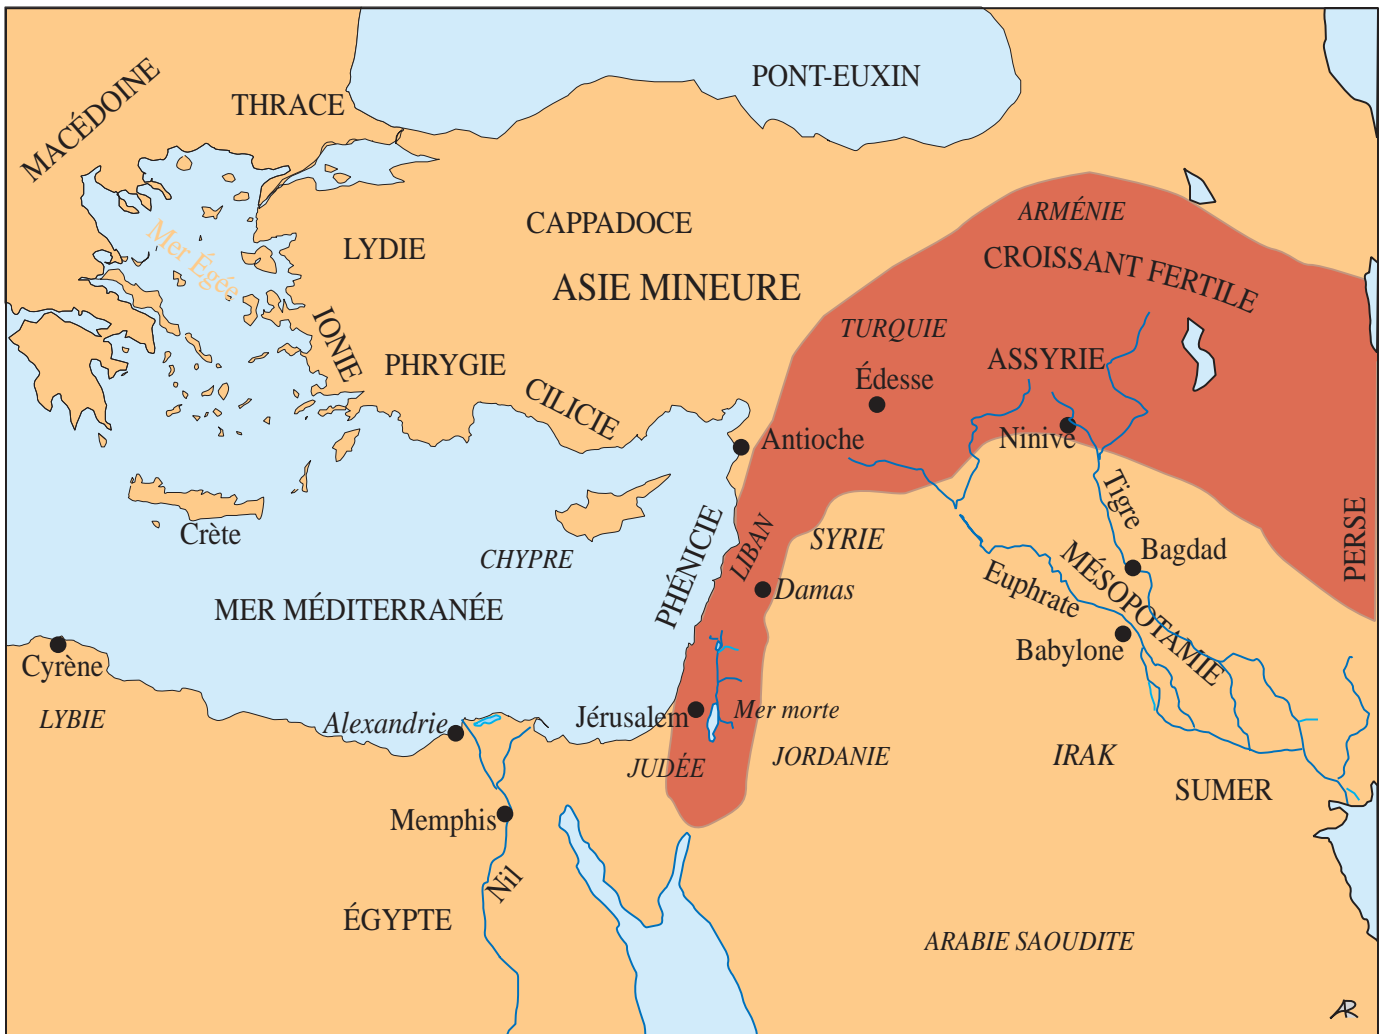 PONT-EUXIN
MACÉDOINE
THRACE
ARMÉNIE
CAPPADOCE
LYDIE
Mer Égée
CROISSANT FERTILE
ASIE MINEURE
IONIE
TURQUIE
PHRYGIE
ASSYRIE
Édesse
CILICIE
Antioche
Ninive
Tigre
Crète
PERSE
CHYPRE
PHÉNICIE
LIBAN
SYRIE
Bagdad
MÉSOPOTAMIE
Euphrate
Damas
MER MÉDITERRANÉE
Babylone
Cyrène
LYBIE
Alexandrie
Jérusalem
Mer morte
JUDÉE
JORDANIE
IRAK
SUMER
Memphis
Nil
ÉGYPTE
ARABIE SAOUDITE
AR